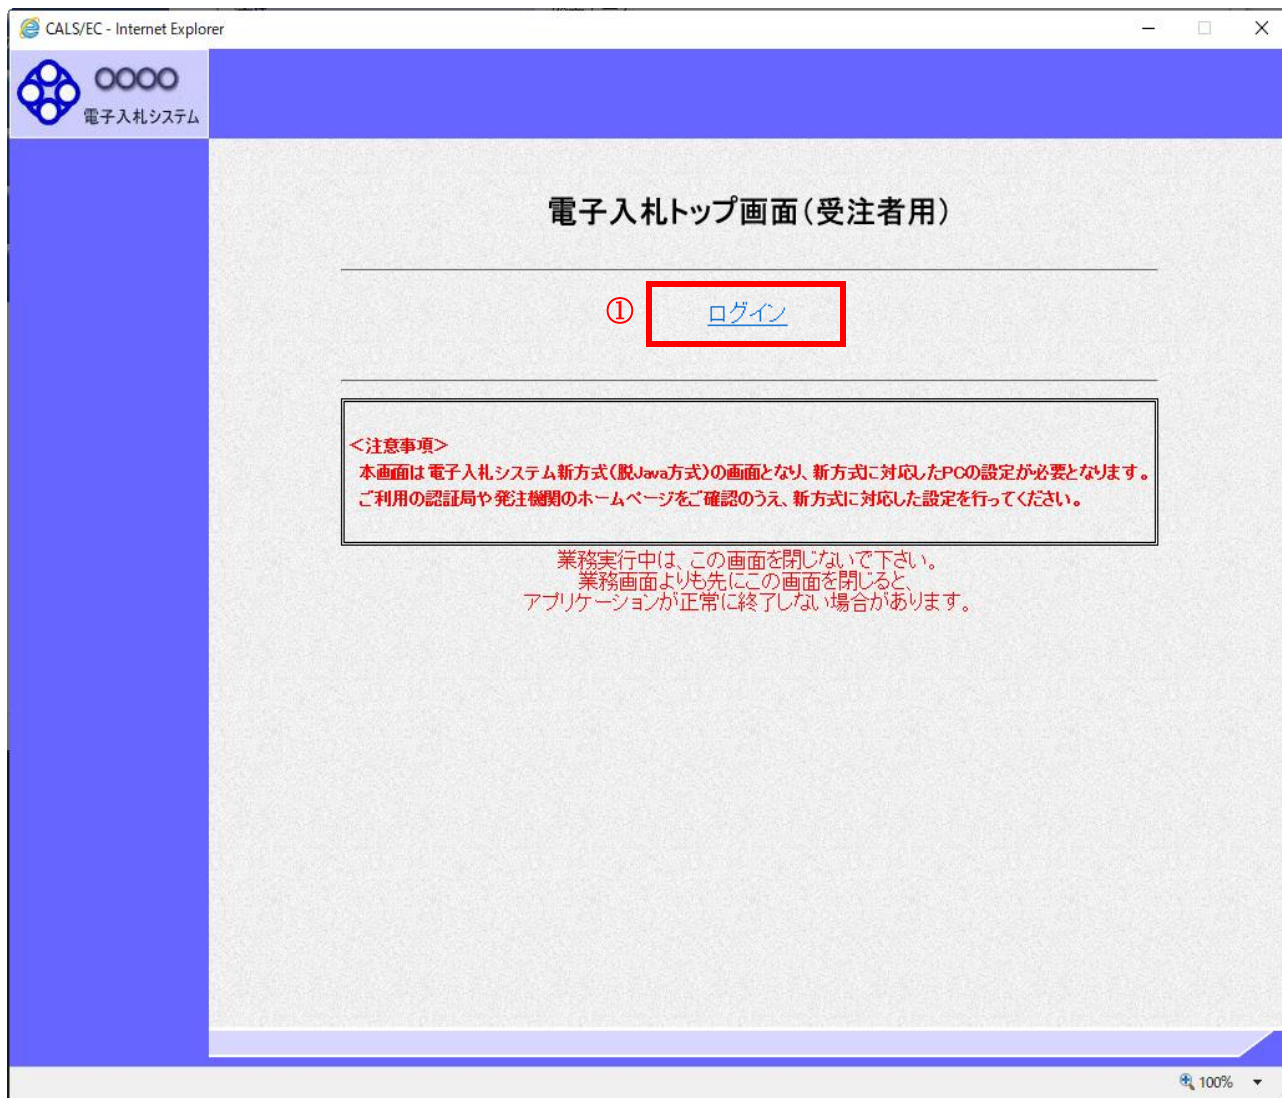 CALS/EC - Internet Explorer
○○○○
電子入札システム
電子入札トップ画面(受注者用)
① ログイン
＜注意事項＞
本画面は電子入札システム新方式(脱Java方式)の画面となり、新方式に対応したPCの設定が必要となります。
ご利用の認証局や発注機関のホームページをご確認のうえ、新方式に対応した設定を行ってください。
業務実行中は、この画面を閉じないで下さい。
業務画面よりも先にこの画面を閉じると、
アプリケーションが正常に終了しない場合があります。
100%